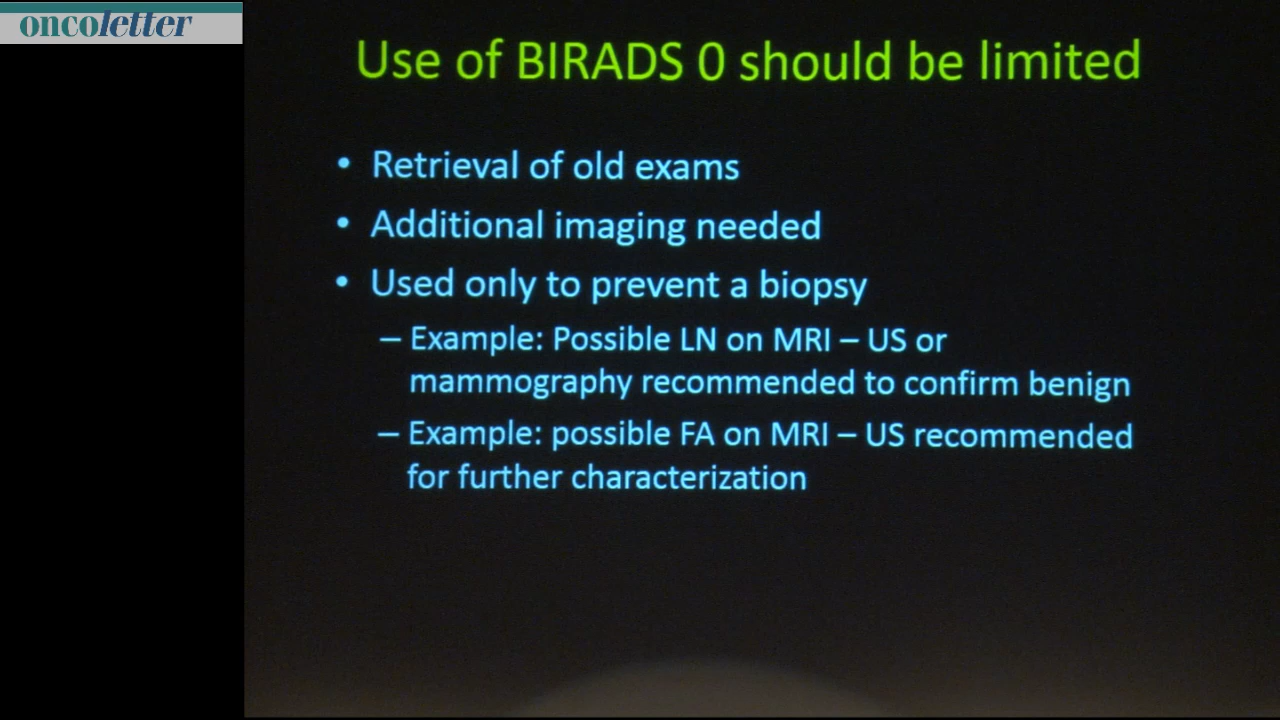 oncoletter
Use of BIRADS 0 should be limited
• Retrieval of old exams
• Additional imaging needed
• Used only to prevent a biopsy
– Example: Possible LN on MRI – US or
mammography recommended to confirm benign
– Example: possible FA on MRI – US recommended
for further characterization